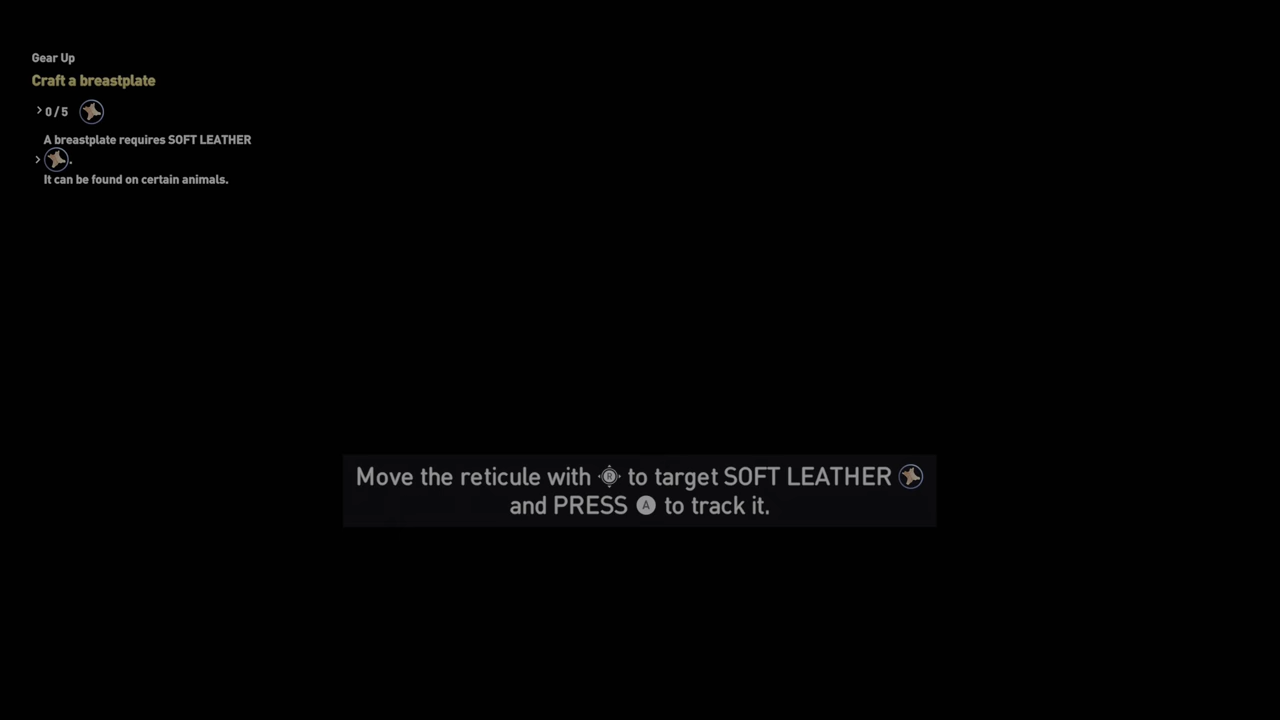 Gear Up
Craft a breastplate
> 0 / 5
A breastplate requires SOFT LEATHER
> .
It can be found on certain animals.
Move the reticule with R to target SOFT LEATHER
and PRESS A to track it.